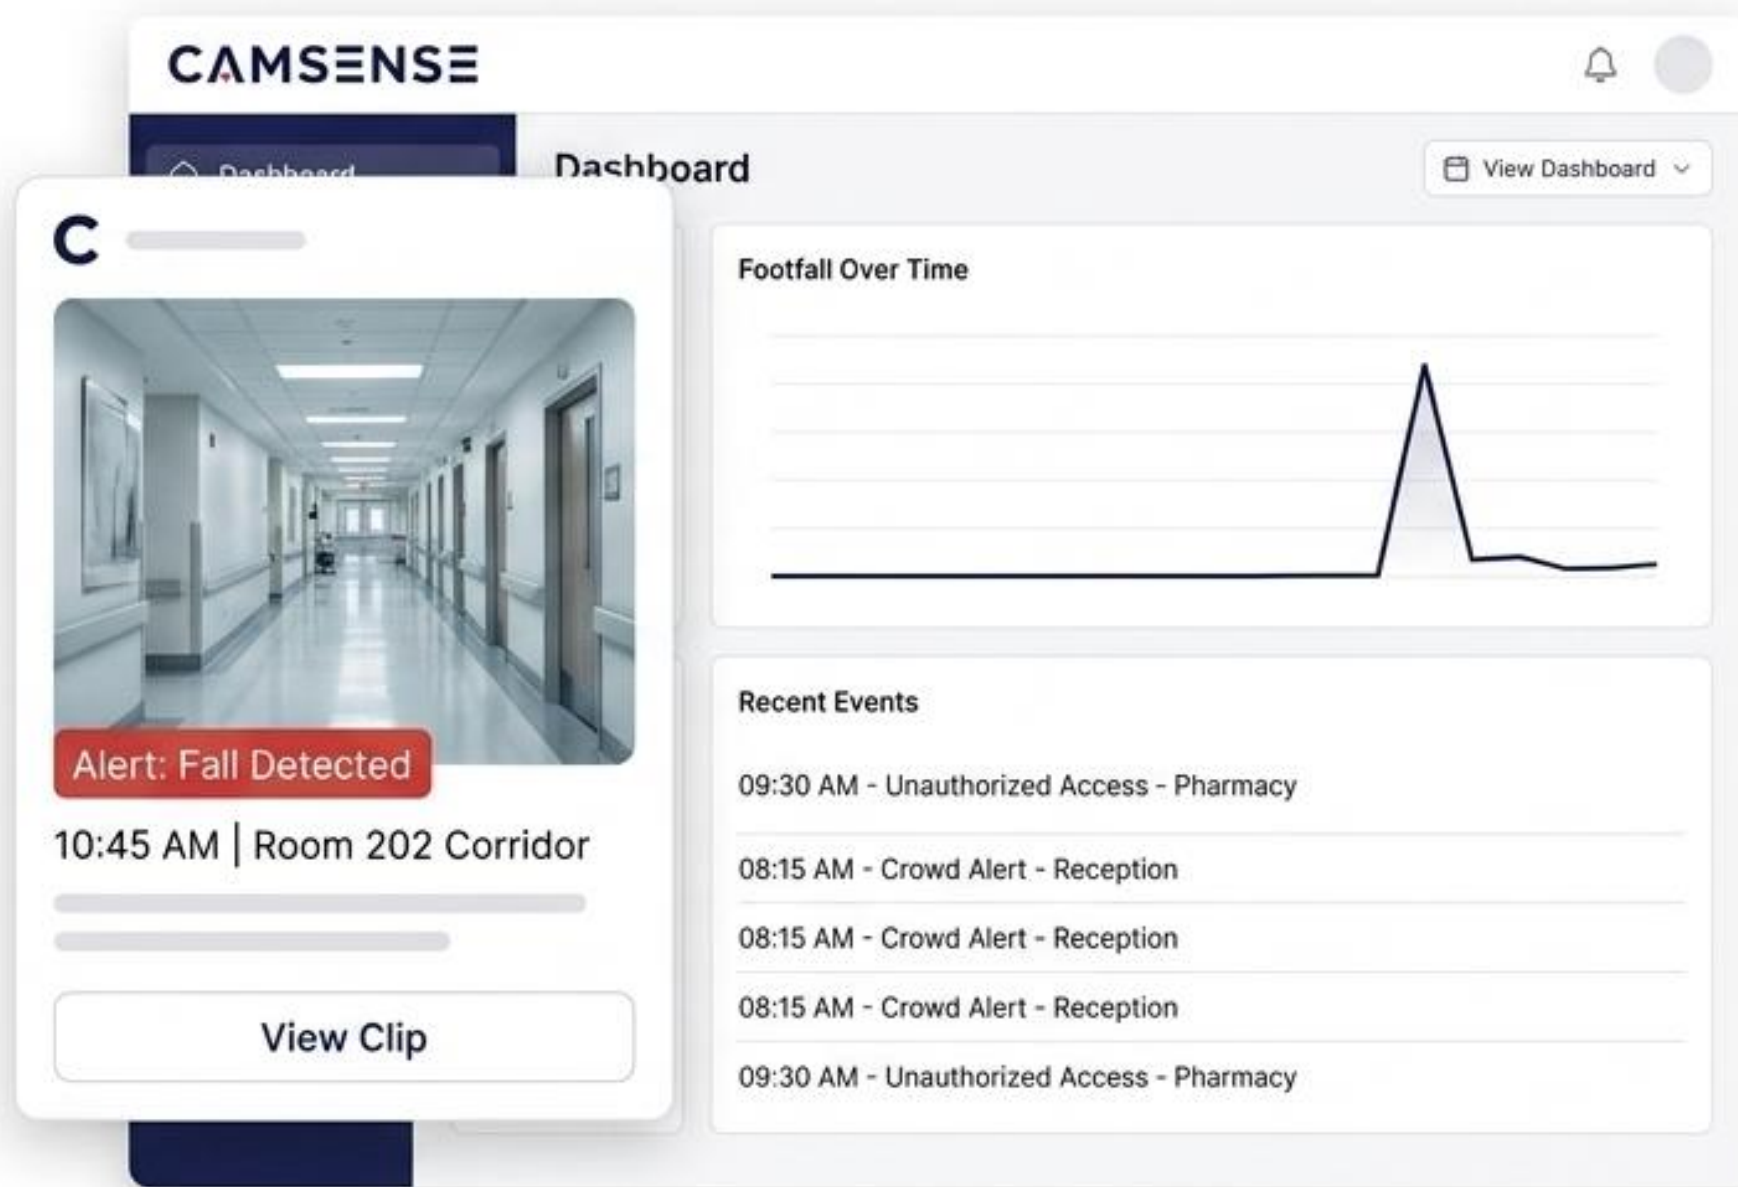 CAMSENSE
Dashboard
Dashboard
View Dashboard
C
Alert: Fall Detected
10:45 AM | Room 202 Corridor
View Clip
Footfall Over Time
Recent Events
09:30 AM - Unauthorized Access - Pharmacy
08:15 AM - Crowd Alert - Reception
08:15 AM - Crowd Alert - Reception
08:15 AM - Crowd Alert - Reception
09:30 AM - Unauthorized Access - Pharmacy